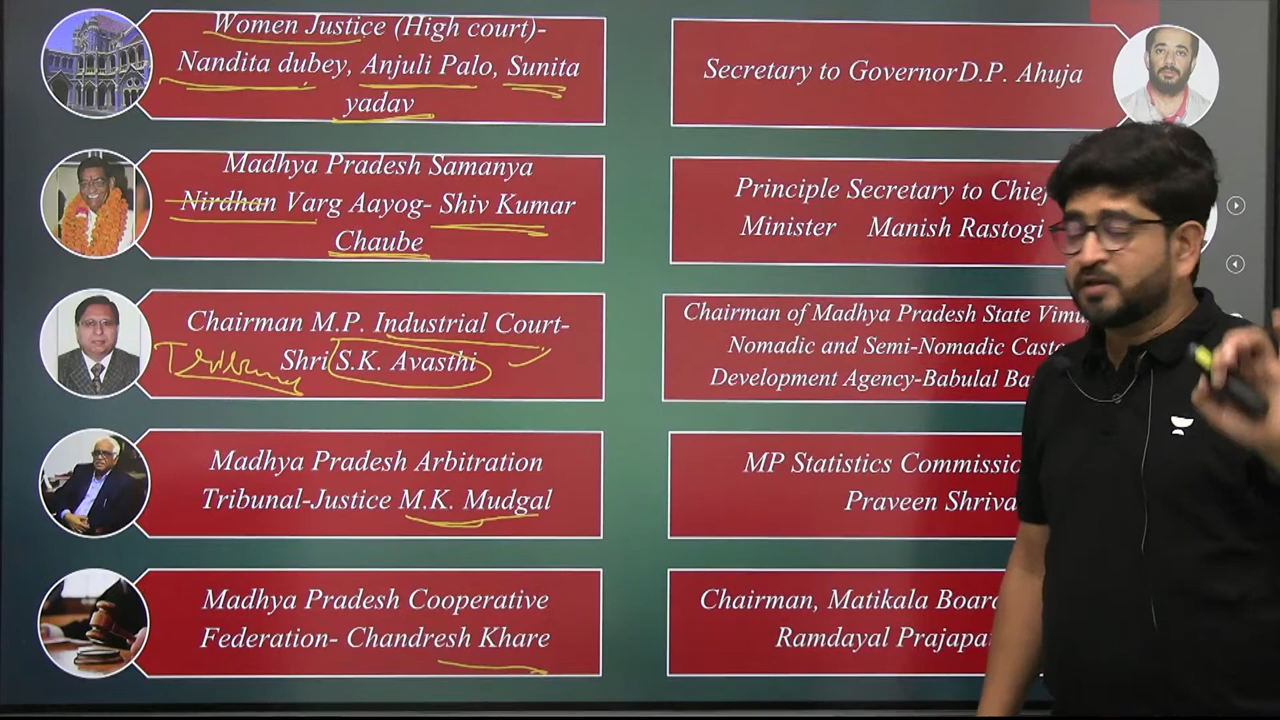 Women Justice (High court)-
Nandita dubey, Anjuli Palo, Sunita
yadav
Madhya Pradesh Samanya
Nirdhan Varg Aayog- Shiv Kumar
Chaube
Chairman M.P. Industrial Court-
Shri S.K. Avasthi
Madhya Pradesh Arbitration
Tribunal-Justice M.K. Mudgal
Madhya Pradesh Cooperative
Federation- Chandresh Khare
Secretary to Governor D.P. Ahuja
Principle Secretary to Chief
Minister Manish Rastogi
Chairman of Madhya Pradesh State
Nomadic and Semi-Nomadic
Development Agency-Babulal
MP Statistics
Praveen
Chairman, Matikala
Ramdayal